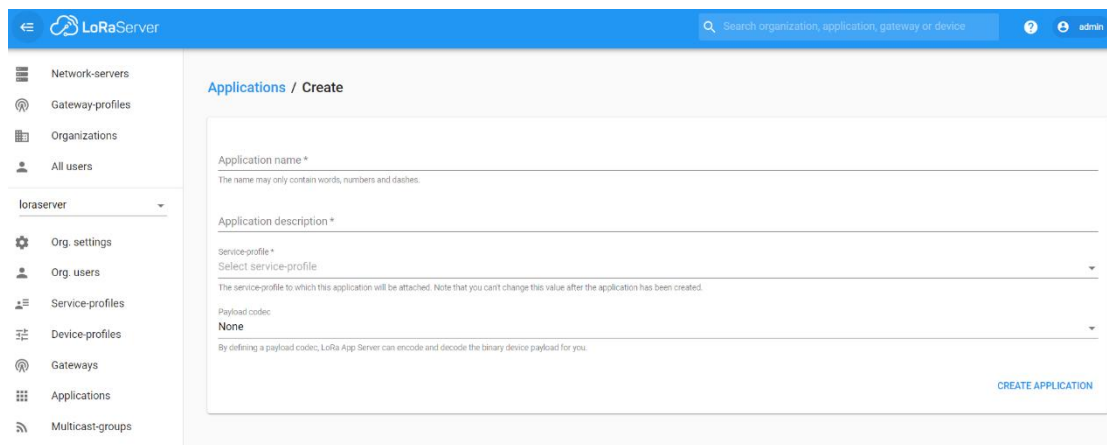 LoRaServer
Search organization, application, gateway or device
admin
Network-servers
Gateway-profiles
Organizations
All users
loraserver
Org. settings
Org. users
Service-profiles
Device-profiles
Gateways
Applications
Multicast-groups
Applications / Create
Application name *
The name may only contain words, numbers and dashes.
Application description *
Service-profile *
Select service-profile
The service-profile to which this application will be attached. Note that you can't change this value after the application has been created.
Payload codec
None
By defining a payload codec, LoRa App Server can encode and decode the binary device payload for you.
CREATE APPLICATION